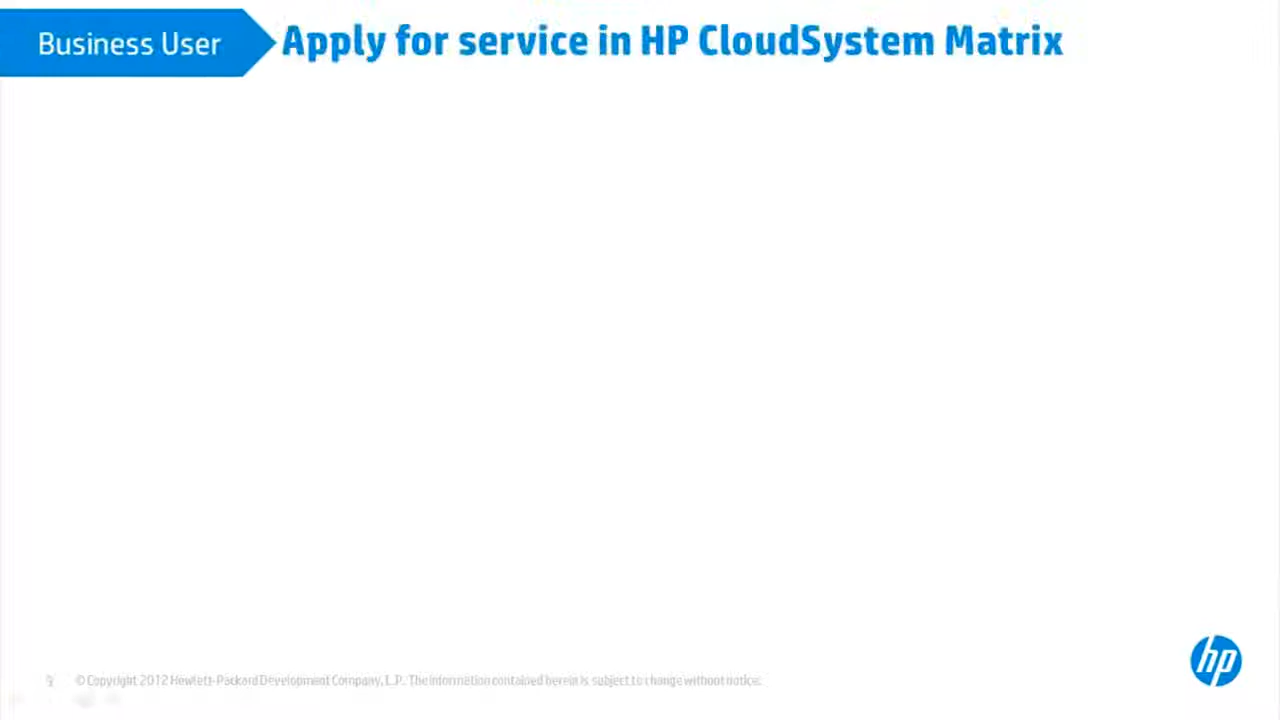 Business User
Apply for service in HP CloudSystem Matrix
hp
9 © Copyright 2012 Hewlett-Packard Development Company, L.P. The information contained herein is subject to change without notice.